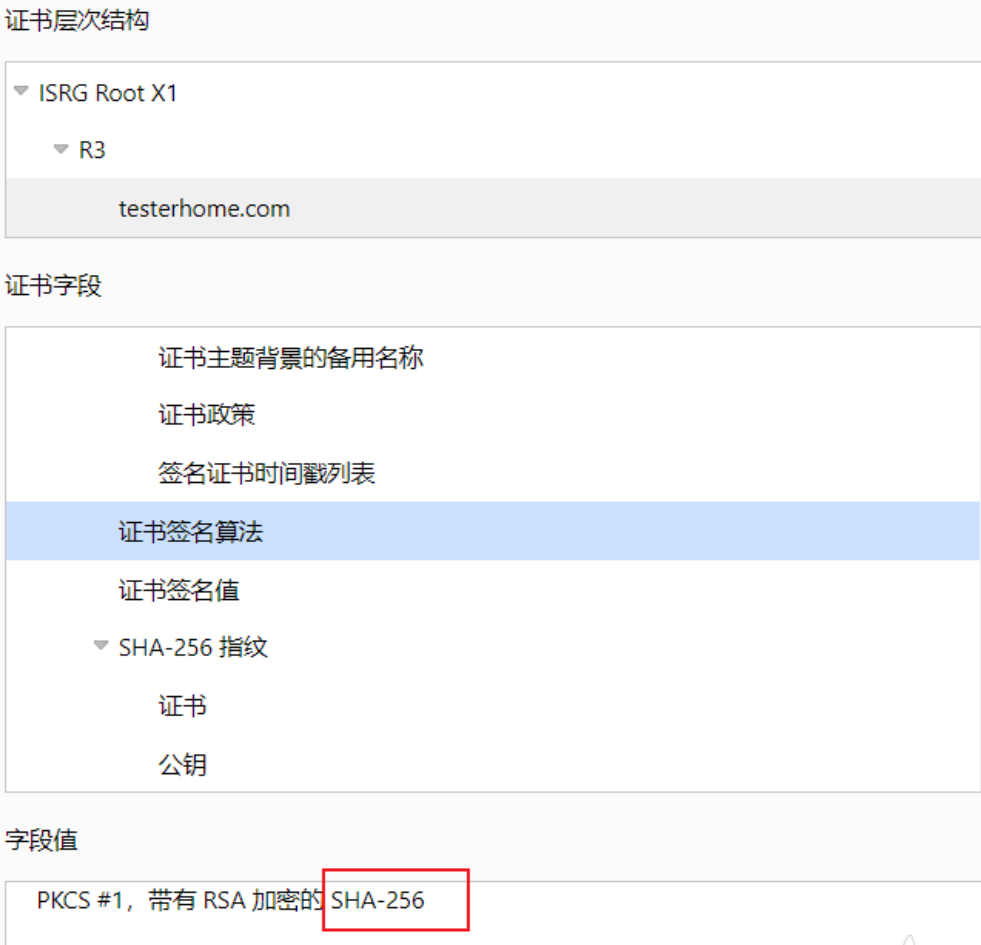 证书层次结构
ISRG Root X1
R3
testerhome.com
证书字段
证书主题背景的备用名称
证书政策
签名证书时间戳列表
证书签名算法
证书签名值
SHA-256 指纹
证书
公钥
字段值
PKCS #1，带有 RSA 加密的 SHA-256